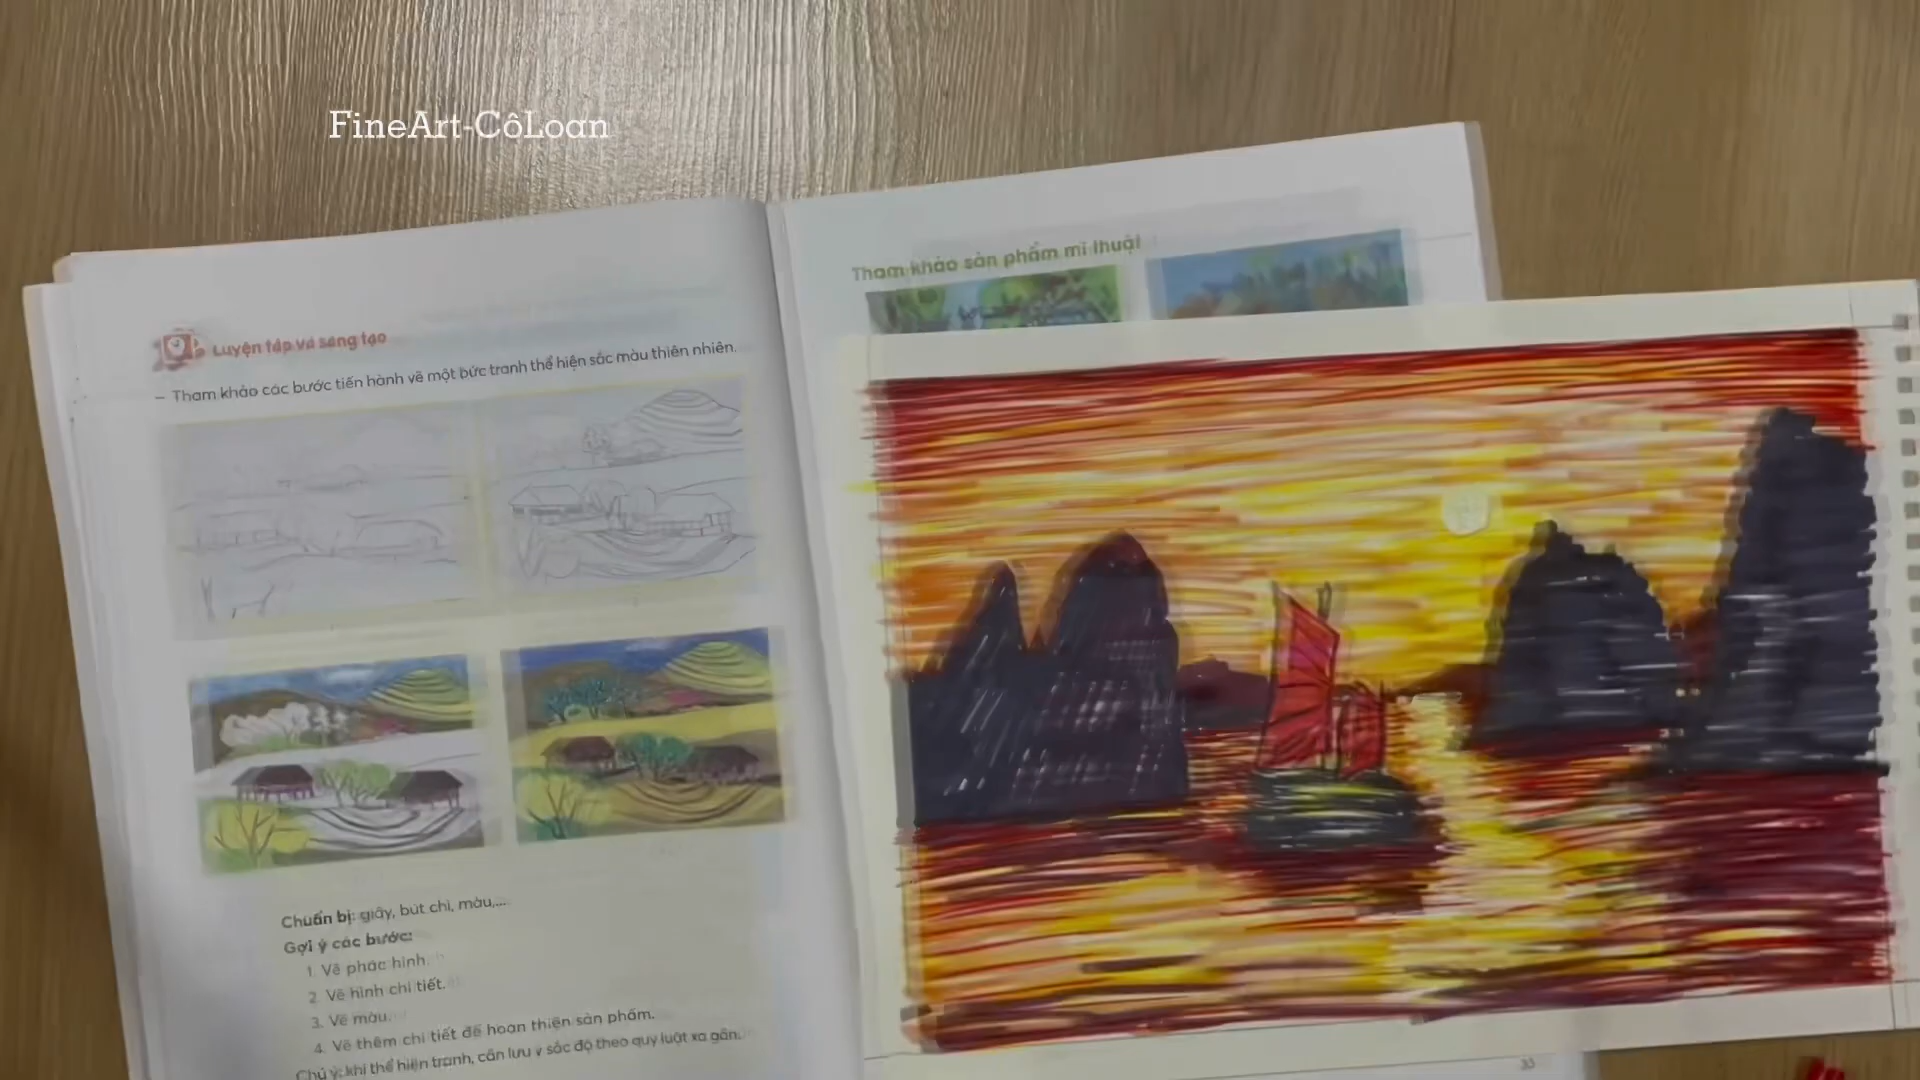 FineArt-CôLoan
Luyện tập và sáng tạo
– Tham khảo các bước tiến hành vẽ một bức tranh thể hiện sắc màu thiên nhiên.
Chuẩn bị: giấy, bút chì, màu,...
Gợi ý các bước:
1. Vẽ phác hình.
2. Vẽ hình chi tiết.
3. Vẽ màu.
4. Vẽ thêm chi tiết để hoàn thiện sản phẩm.
Chú ý: khi thể hiện tranh, cần lưu ý sắc độ theo quy luật xa gần.
Tham khảo sản phẩm mĩ thuật
33